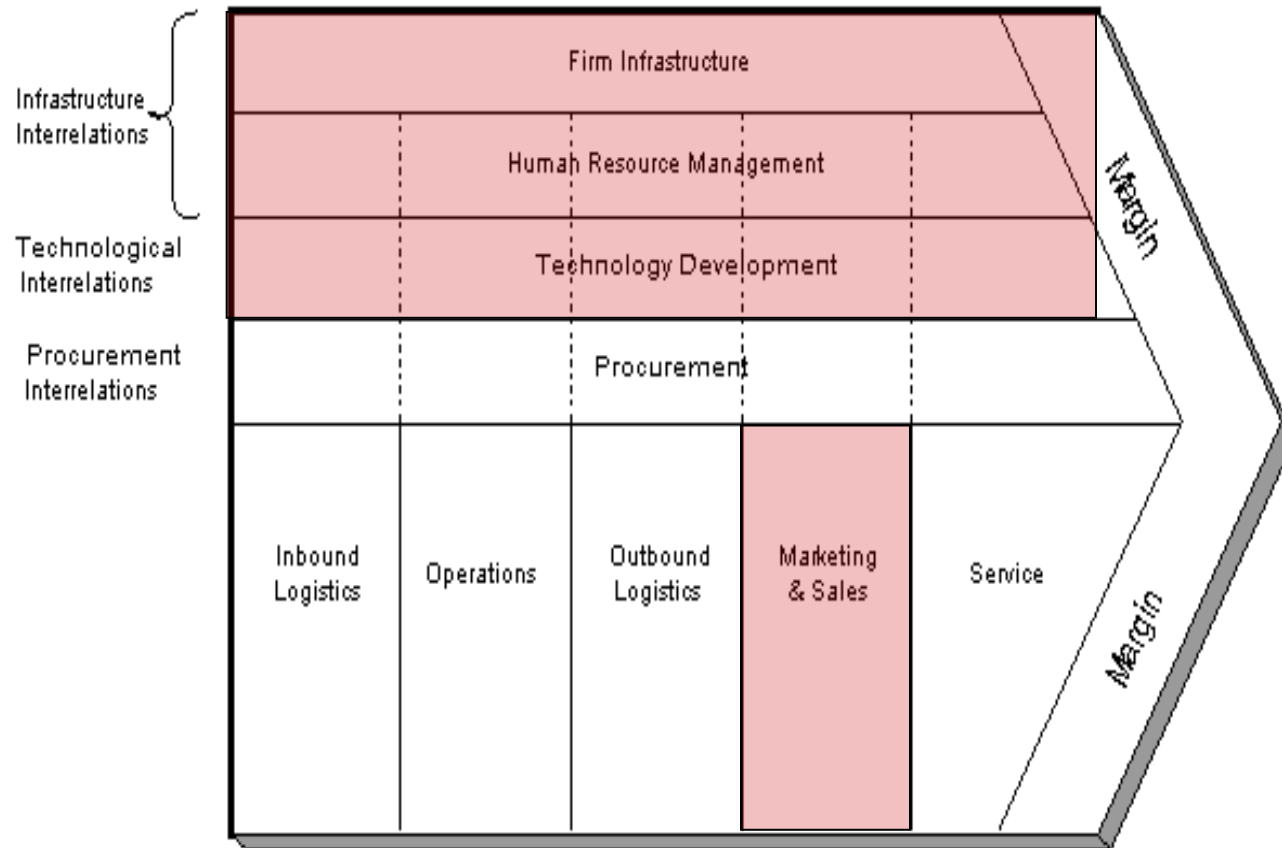 Firm Infrastructure
Infrastructure
Interrelations
Human Resource Management
Margin
Technological
Interrelations
Technology Development
Procurement
Interrelations
Procurement
Inbound
Logistics
Operations
Outbound
Logistics
Marketing
& Sales
Service
Margin